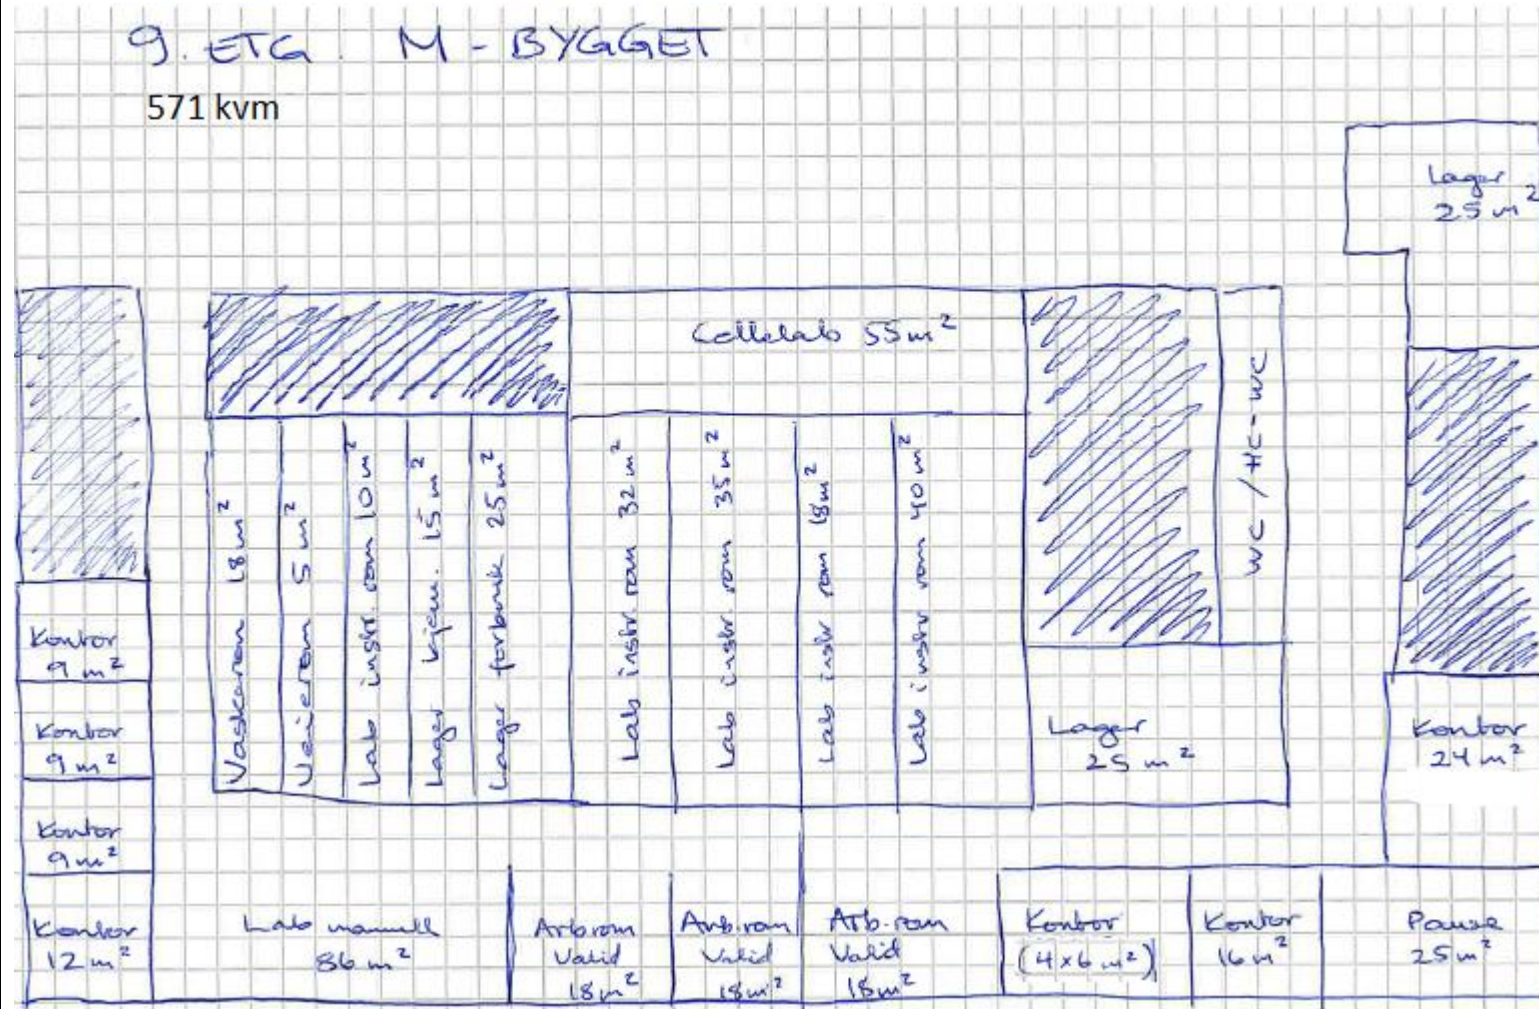 9. ETG. M - BYGGET
571 kvm
Lager
25 m²
Cellelab 55 m²
WC / HC - WC
Vaskerom 18 m²
Veierom 5 m²
Lab instr. rom 10 m²
Lager kjem. 15 m²
Lager forbruk 25 m²
Lab instr. rom 32 m²
Lab instr. rom 35 m²
Lab instr rom 18 m²
Lab instr rom 40 m²
Kontor
9 m²
Kontor
9 m²
Kontor
9 m²
Kontor
12 m²
Lager
25 m²
Kontor
24 m²
Lab manuell
86 m²
Arbrom
Valid
18 m²
Arb.rom
Valid
18 m²
Arb.rom
Valid
18 m²
Kontor
(4x6 m²)
Kontor
16 m²
Pause
25 m²